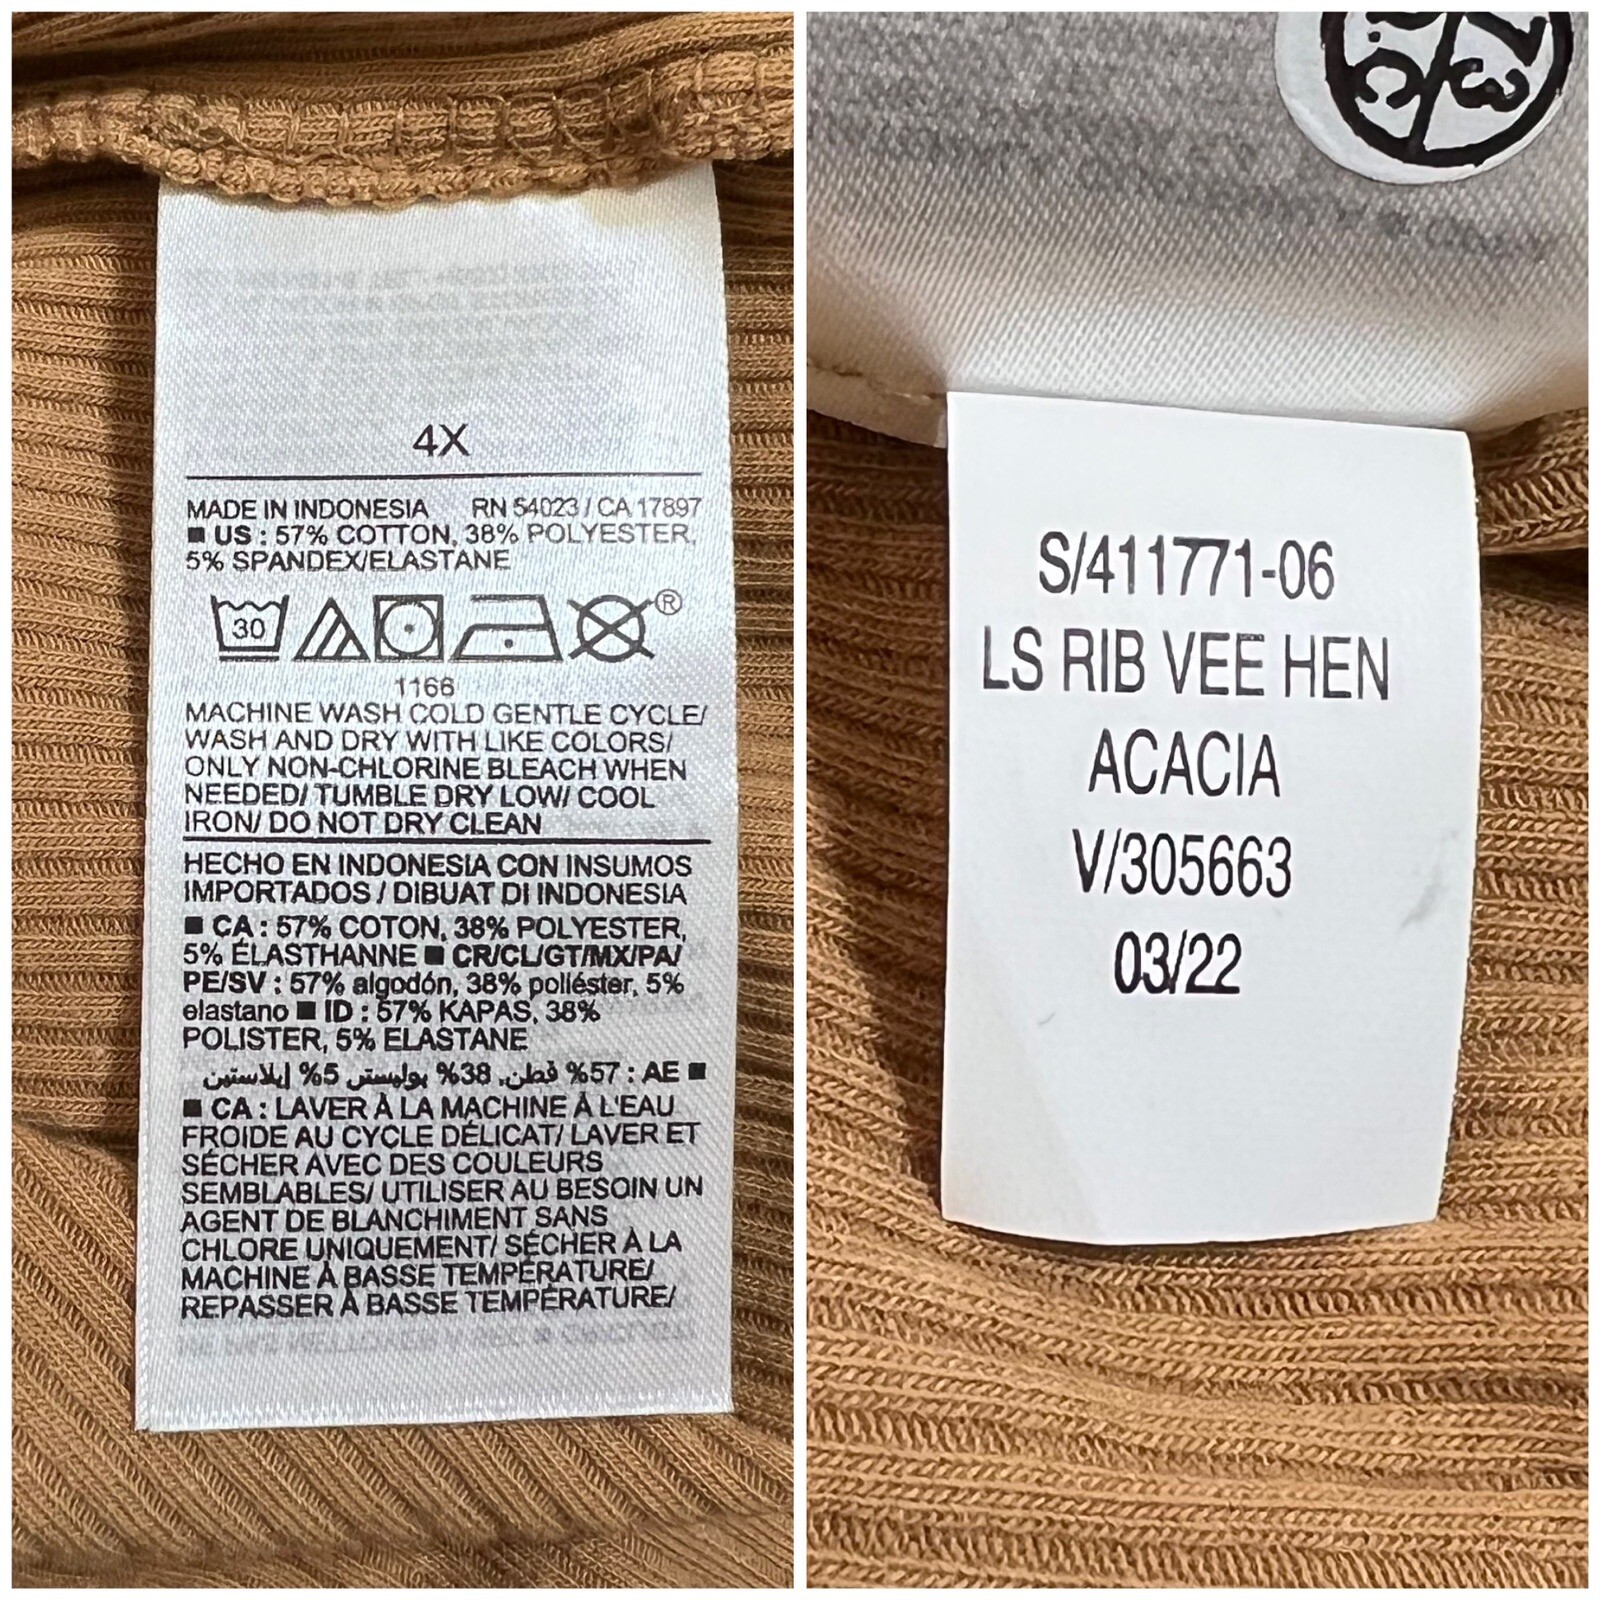 4X
MADE IN INDONESIA RN 54023 / CA 17897
■ US : 57% COTTON, 38% POLYESTER,
5% SPANDEX/ELASTANE
30 ®
1166
MACHINE WASH COLD GENTLE CYCLE/
WASH AND DRY WITH LIKE COLORS/
ONLY NON-CHLORINE BLEACH WHEN
NEEDED/ TUMBLE DRY LOW/ COOL
IRON/ DO NOT DRY CLEAN
HECHO EN INDONESIA CON INSUMOS
IMPORTADOS / DIBUAT DI INDONESIA
■ CA : 57% COTON, 38% POLYESTER,
5% ÉLASTHANNE ■ CR/CL/GT/MX/PA/
PE/SV : 57% algodón, 38% poliéster, 5%
elastano ■ ID : 57% KAPAS, 38%
POLISTER, 5% ELASTANE
■ AE : 57% قطن, 38% بوليستر 5% إيلاستين
■ CA : LAVER À LA MACHINE À L'EAU
FROIDE AU CYCLE DÉLICAT/ LAVER ET
SÉCHER AVEC DES COULEURS
SEMBLABLES/ UTILISER AU BESOIN UN
AGENT DE BLANCHIMENT SANS
CHLORE UNIQUEMENT/ SÉCHER À LA
MACHINE À BASSE TEMPÉRATURE/
REPASSER À BASSE TEMPÉRATURE/
S/411771-06
LS RIB VEE HEN
ACACIA
V/305663
03/22